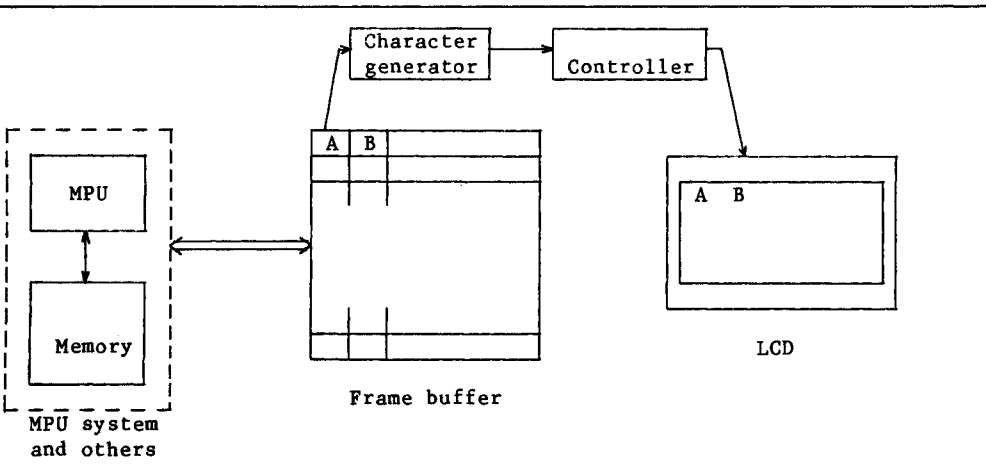 Character
generator
Controller
A B
MPU
A B
Memory
LCD
Frame buffer
MPU system
and others